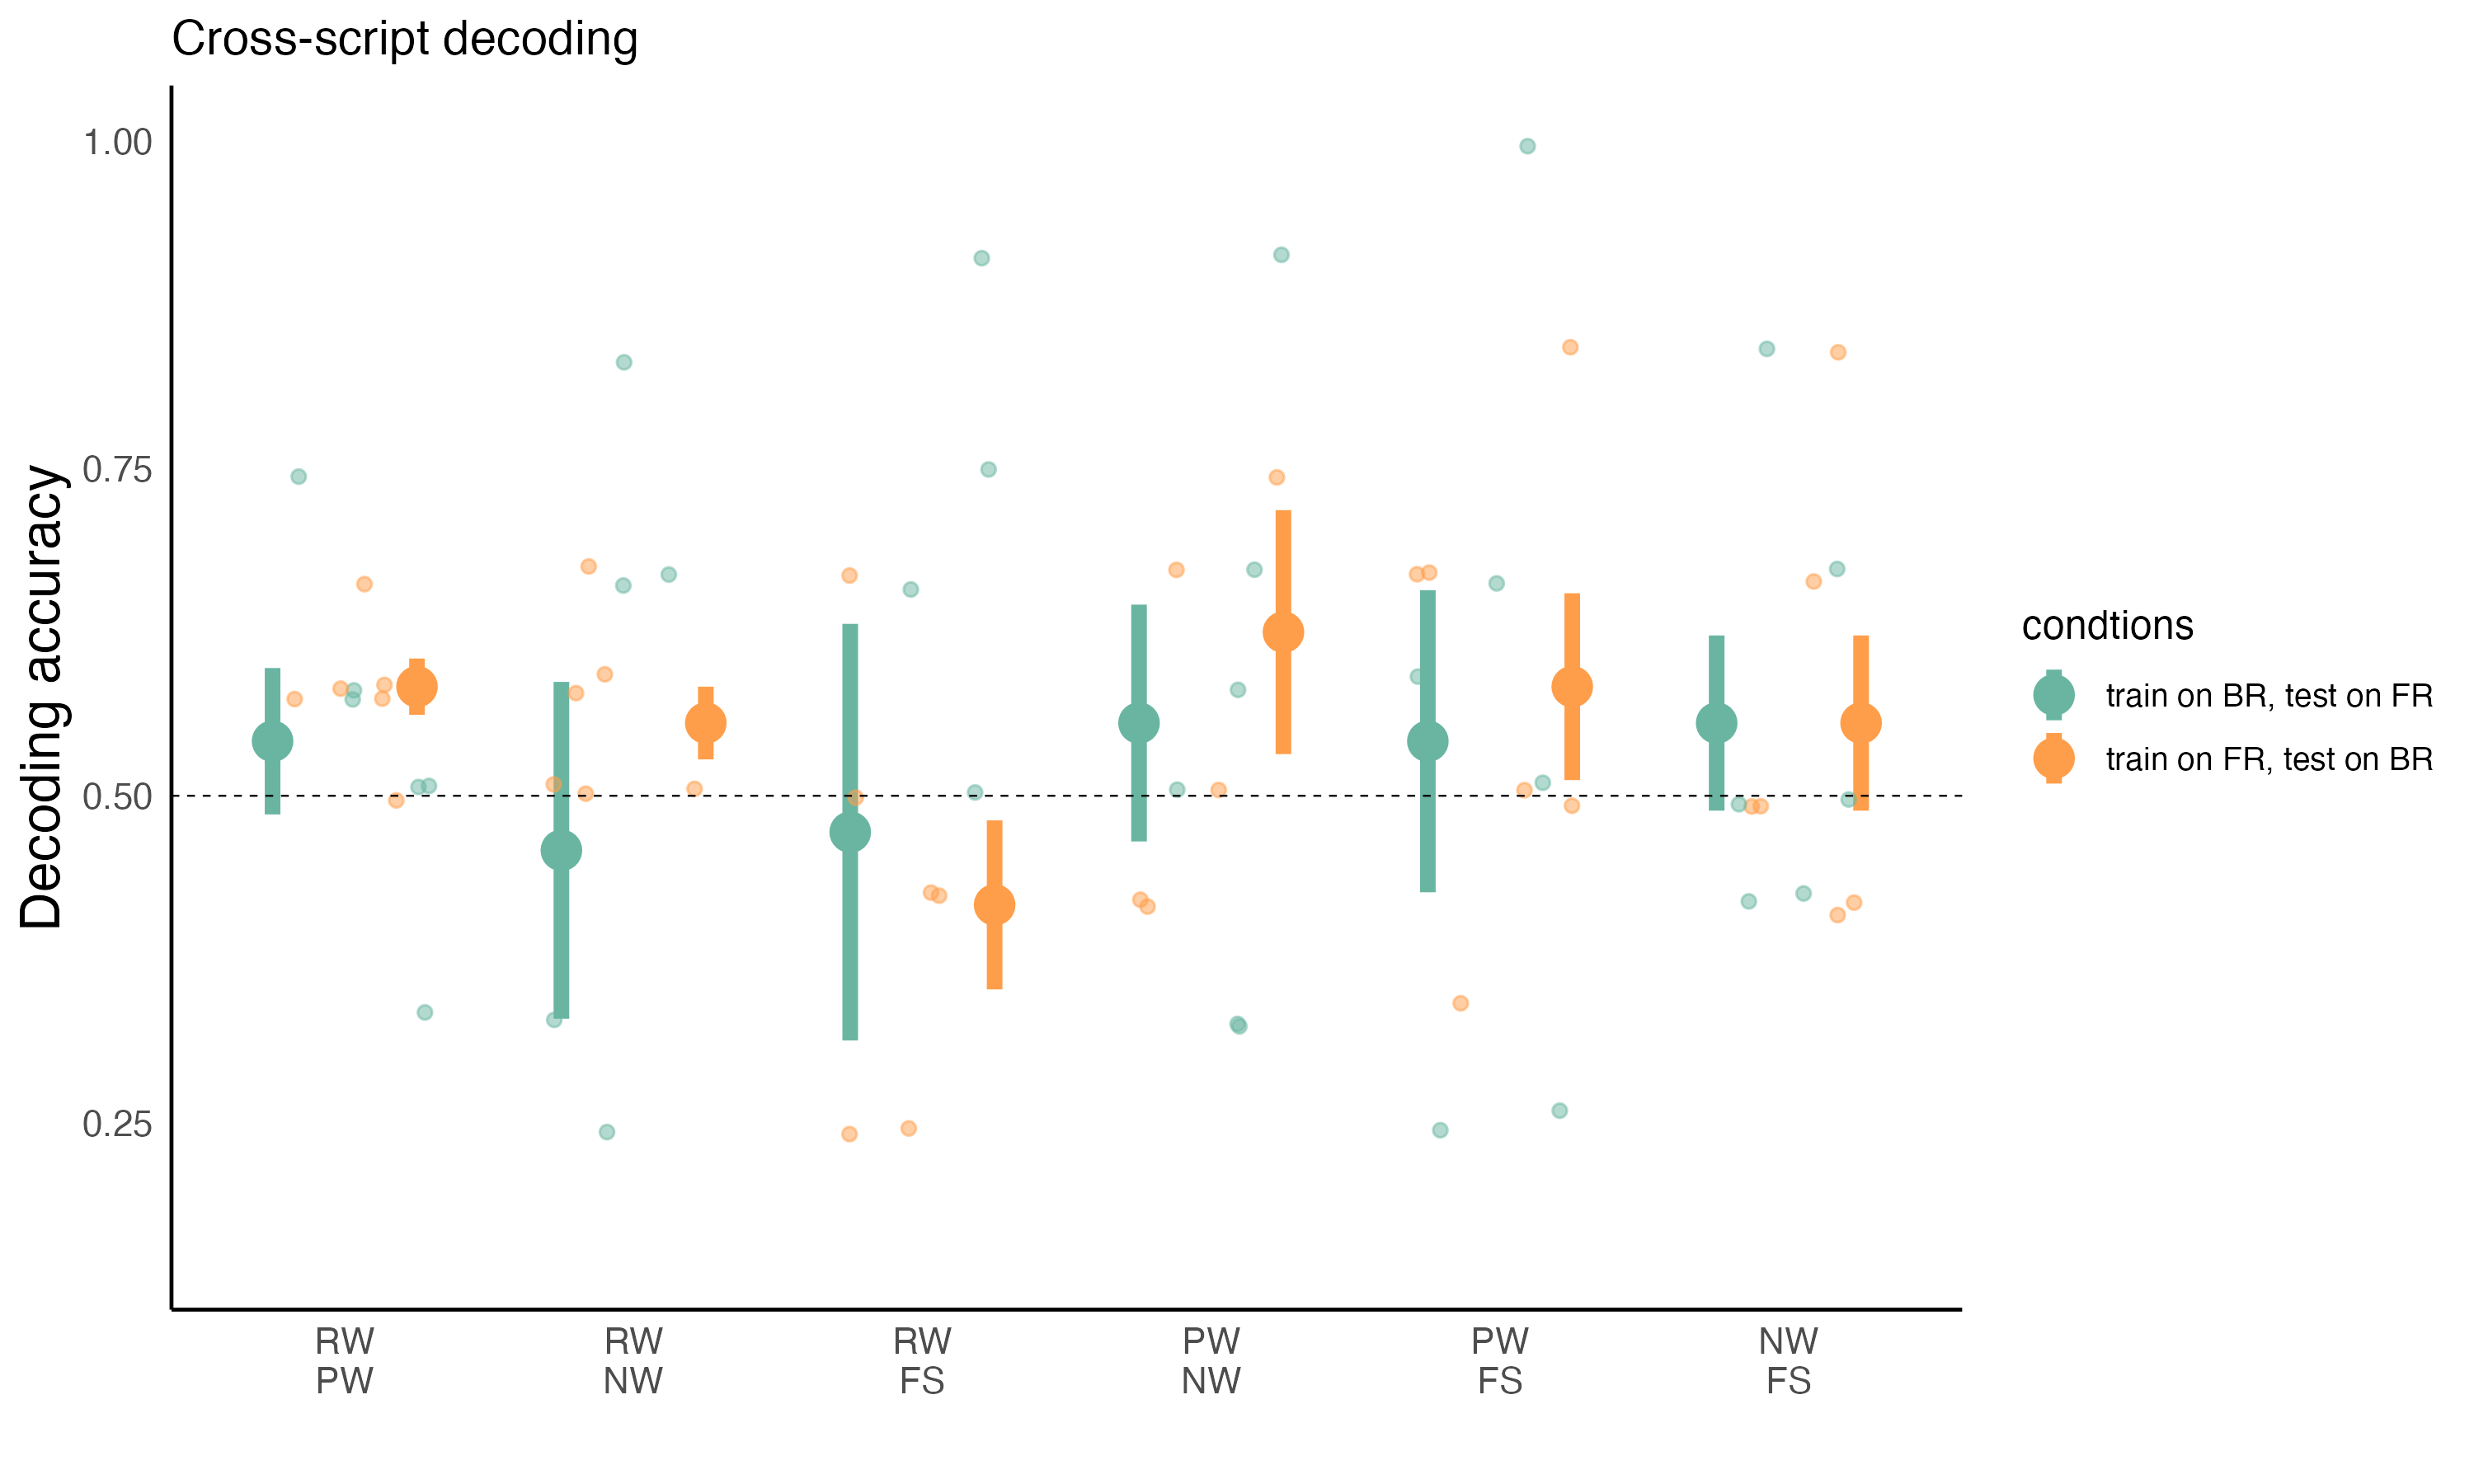 Cross-script decoding
Decoding accuracy
1.00
0.75
0.50
0.25
RW
PW
RW
NW
RW
FS
PW
NW
PW
FS
NW
FS
condtions
train on BR, test on FR
train on FR, test on BR